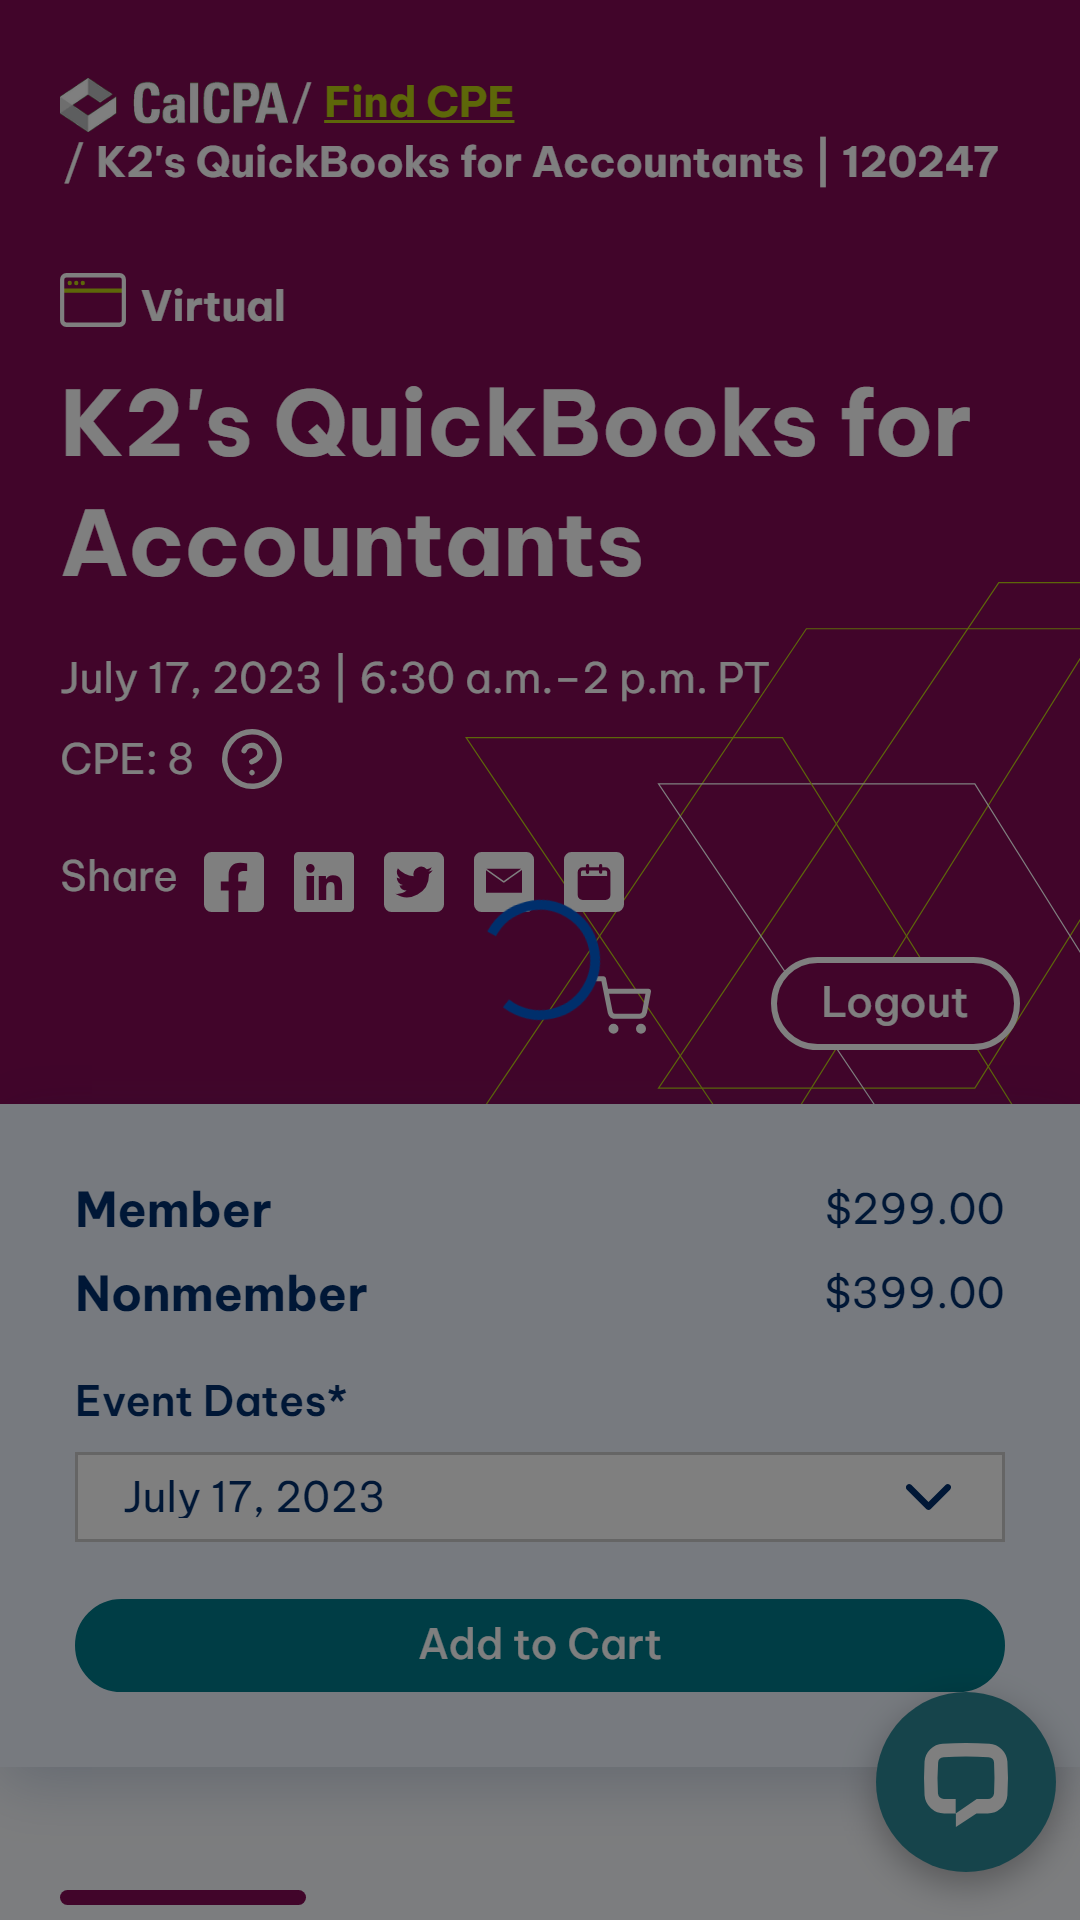 CalCPA / Find CPE
/ K2's QuickBooks for Accountants | 120247
Virtual
K2's QuickBooks for
Accountants
July 17, 2023 | 6:30 a.m.–2 p.m. PT
CPE: 8 ?
Share
Logout
Member $299.00
Nonmember $399.00
Event Dates*
July 17, 2023
Add to Cart